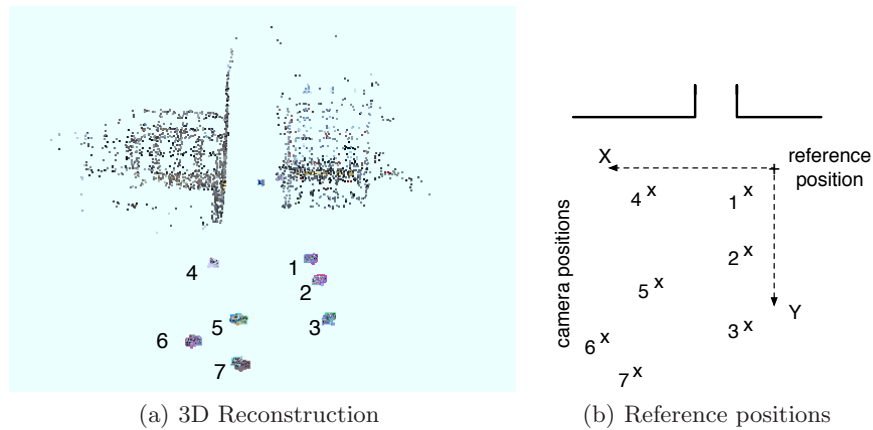 1
4
2
5
3
6
7
(a) 3D Reconstruction
X
reference
position
4 x
1 x
2 x
camera positions
5 x
Y
3 x
6 x
7 x
(b) Reference positions